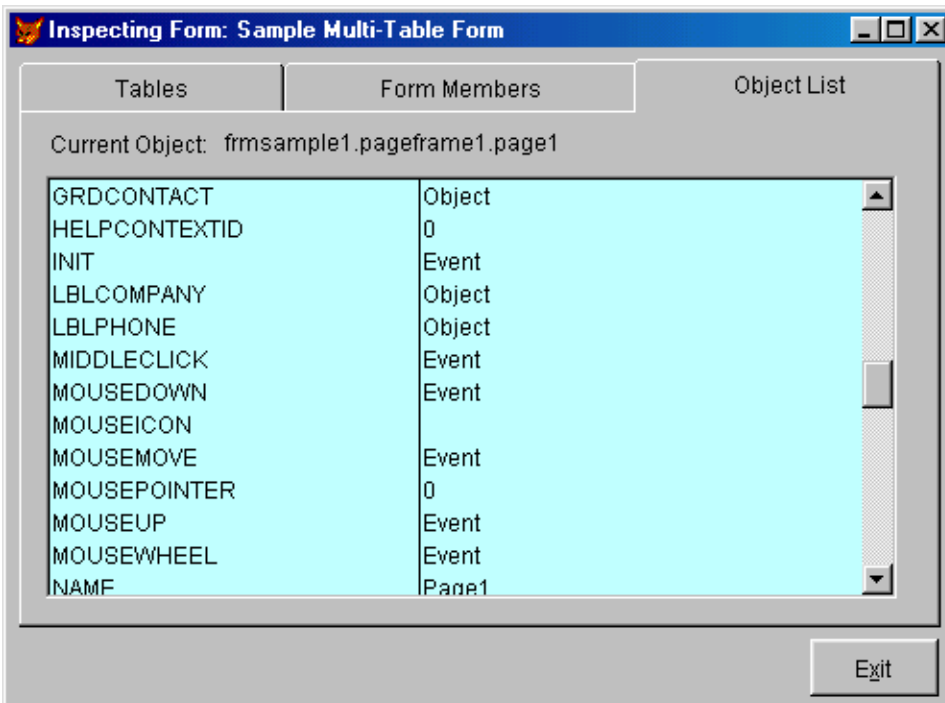 Inspecting Form: Sample Multi-Table Form
Tables Form Members Object List
Current Object: frmsample1.pageframe1.page1
GRDCONTACT Object
HELPCONTEXTID 0
INIT Event
LBLCOMPANY Object
LBLPHONE Object
MIDDLECLICK Event
MOUSEDOWN Event
MOUSEICON
MOUSEMOVE Event
MOUSEPOINTER 0
MOUSEUP Event
MOUSEWHEEL Event
NAME Page1
Exit